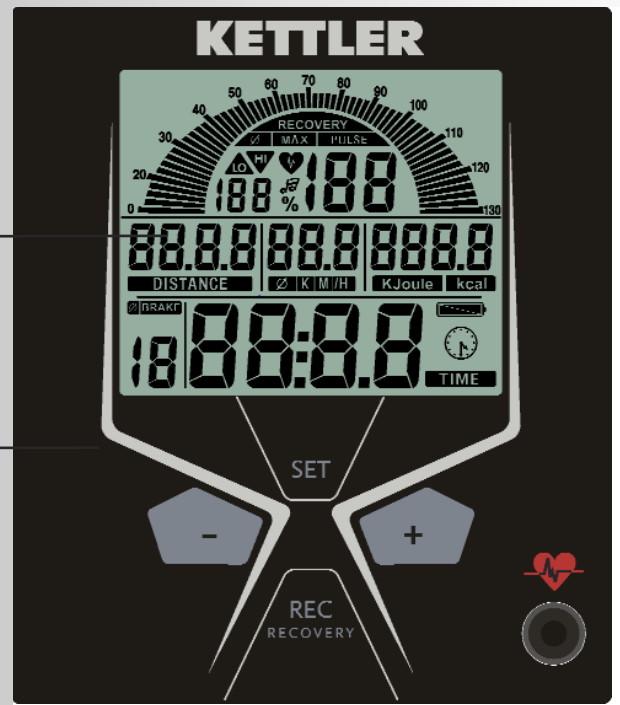 KETTLER
0 20 30 40 50 60 70 80 90 100 110 120 130
RECOVERY
Ø MAX PULSE
LO HI
188 % 188
88.8.8 88.8 888.8
DISTANCE Ø K M /H KJoule kcal
Ø BRAKE
18 88:8.8
TIME
SET
- +
REC
RECOVERY